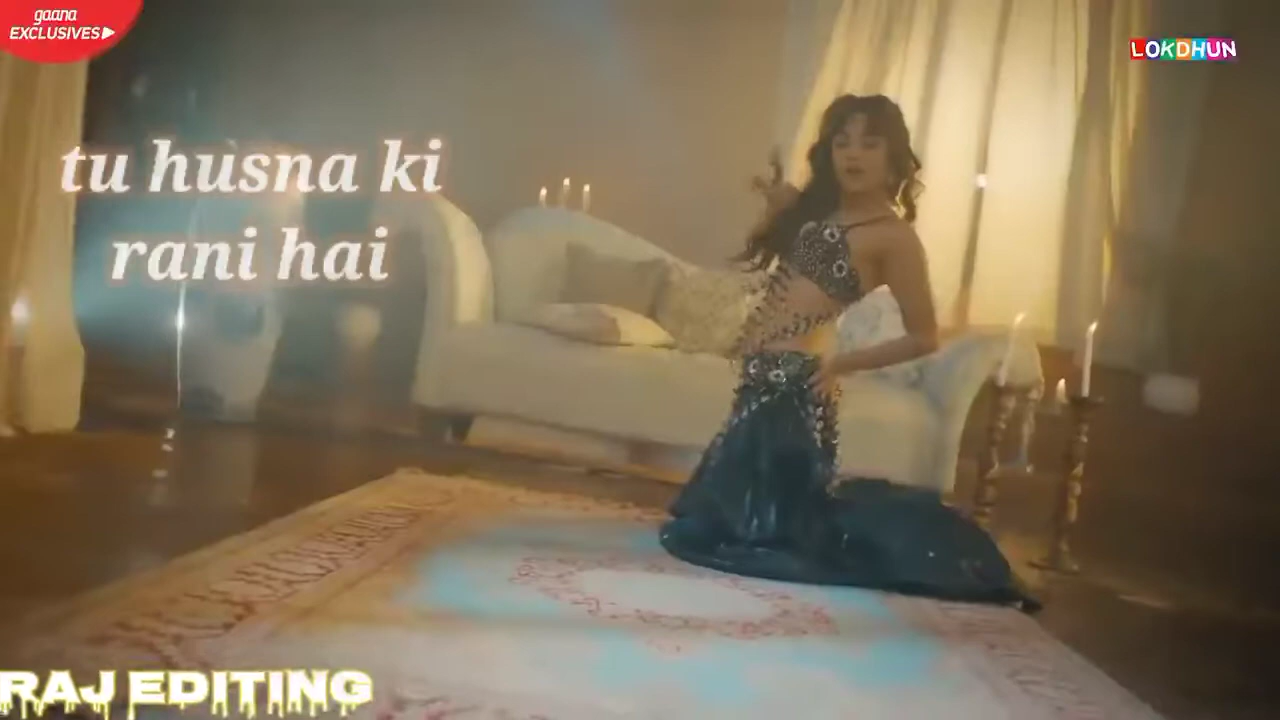 gaana
EXCLUSIVES
LOKDHUN
tu husna ki
rani hai
RAJ EDITING